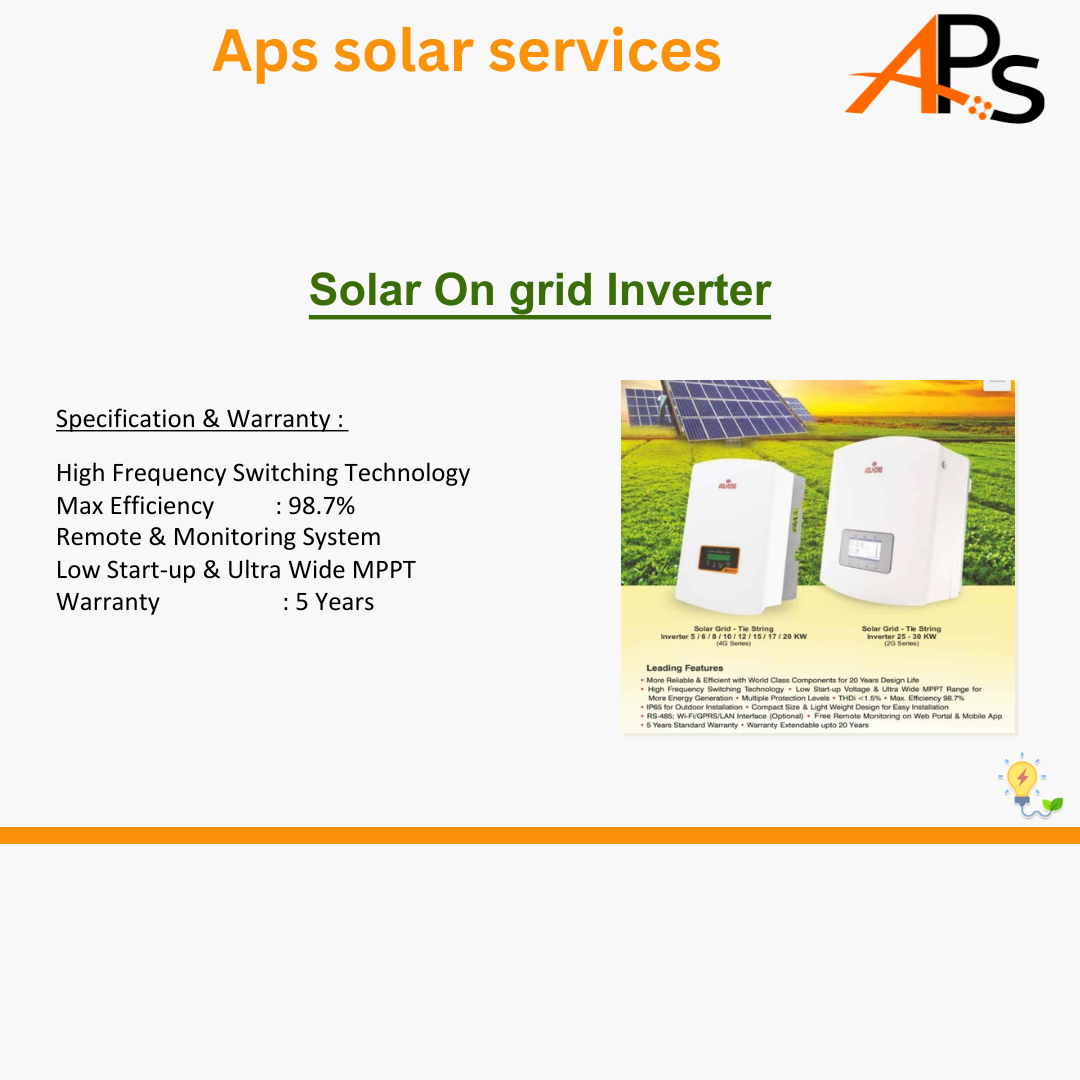 Aps solar services
APS
Solar On grid Inverter
Specification & Warranty :
High Frequency Switching Technology
Max Efficiency : 98.7%
Remote & Monitoring System
Low Start-up & Ultra Wide MPPT
Warranty : 5 Years
Solar Grid - Tie String
Inverter 5 / 6 / 8 / 10 / 12 / 15 / 17 / 20 KW
(4G Series)
Solar Grid - Tie String
Inverter 25 - 30 KW
(2G Series)
Leading Features
• More Reliable & Efficient with World Class Components for 20 Years Design Life
• High Frequency Switching Technology • Low Start-up Voltage & Ultra Wide MPPT Range for
More Energy Generation • Multiple Protection Levels • THDi <1.5% • Max. Efficiency 98.7%
• IP65 for Outdoor Installation • Compact Size & Light Weight Design for Easy Installation
• RS-485; Wi-Fi/GPRS/LAN Interface (Optional) • Free Remote Monitoring on Web Portal & Mobile App
• 5 Years Standard Warranty • Warranty Extendable upto 20 Years